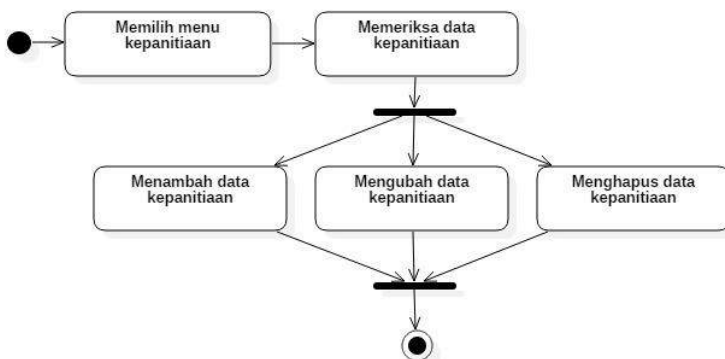 Memilih menu
kepanitiaan
Memeriksa data
kepanitiaan
Menambah data
kepanitiaan
Mengubah data
kepanitiaan
Menghapus data
kepanitiaan